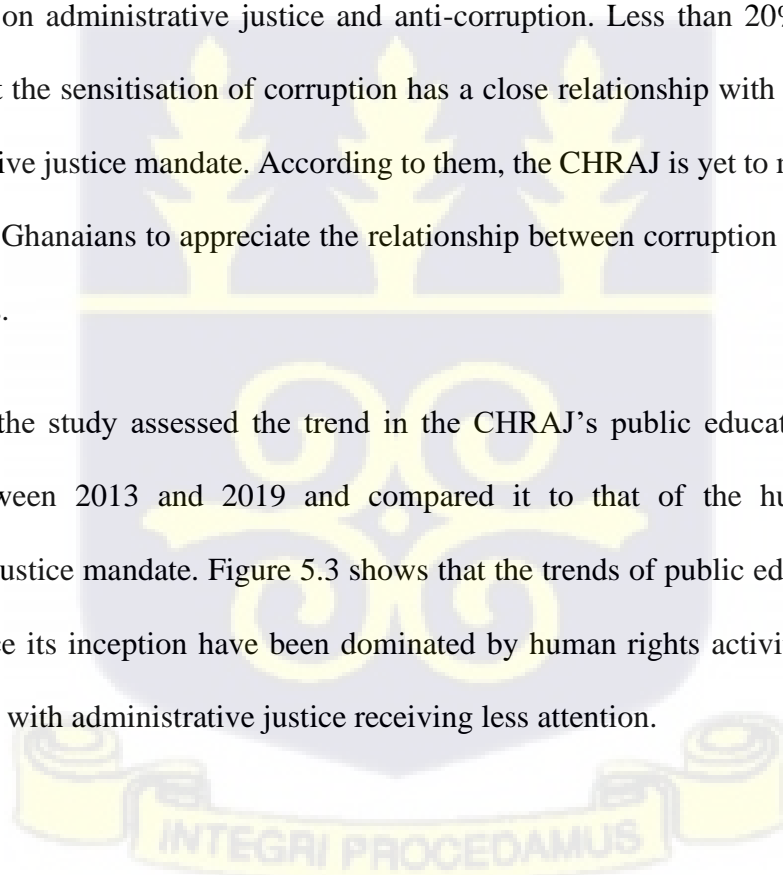 on administrative justice and anti-corruption. Less than 20%
the sensitisation of corruption has a close relationship with
ive justice mandate. According to them, the CHRAJ is yet to
Ghanaians to appreciate the relationship between corruption
the study assessed the trend in the CHRAJ’s public educat
ween 2013 and 2019 and compared it to that of the hu
ustice mandate. Figure 5.3 shows that the trends of public ed
e its inception have been dominated by human rights activi
with administrative justice receiving less attention.
INTEGRI PROCEDAMUS